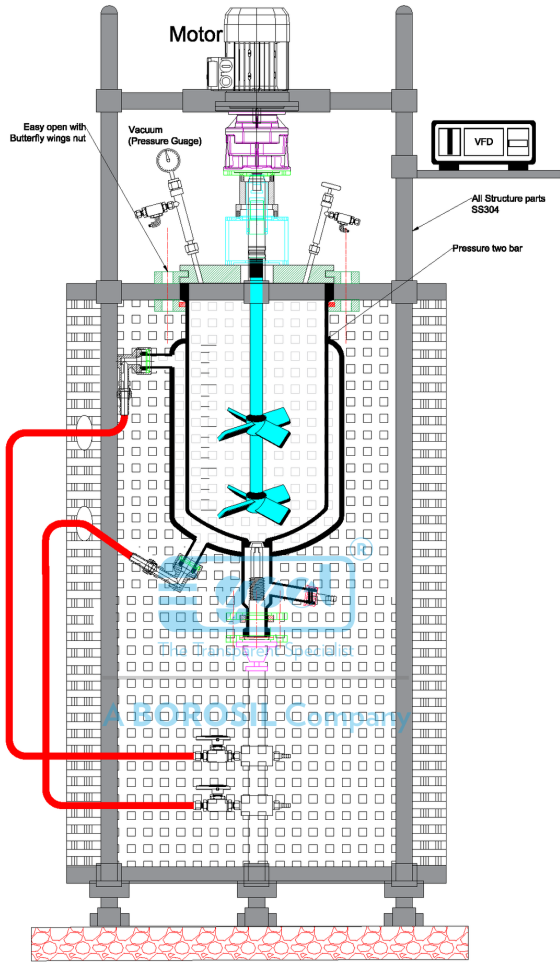 Motor
Easy open with
Butterfly wings nut
Vacuum
(Pressure Guage)
VFD
All Structure parts
SS304
Pressure two bar
®
The Transparent Specialist
A BOROSIL Company